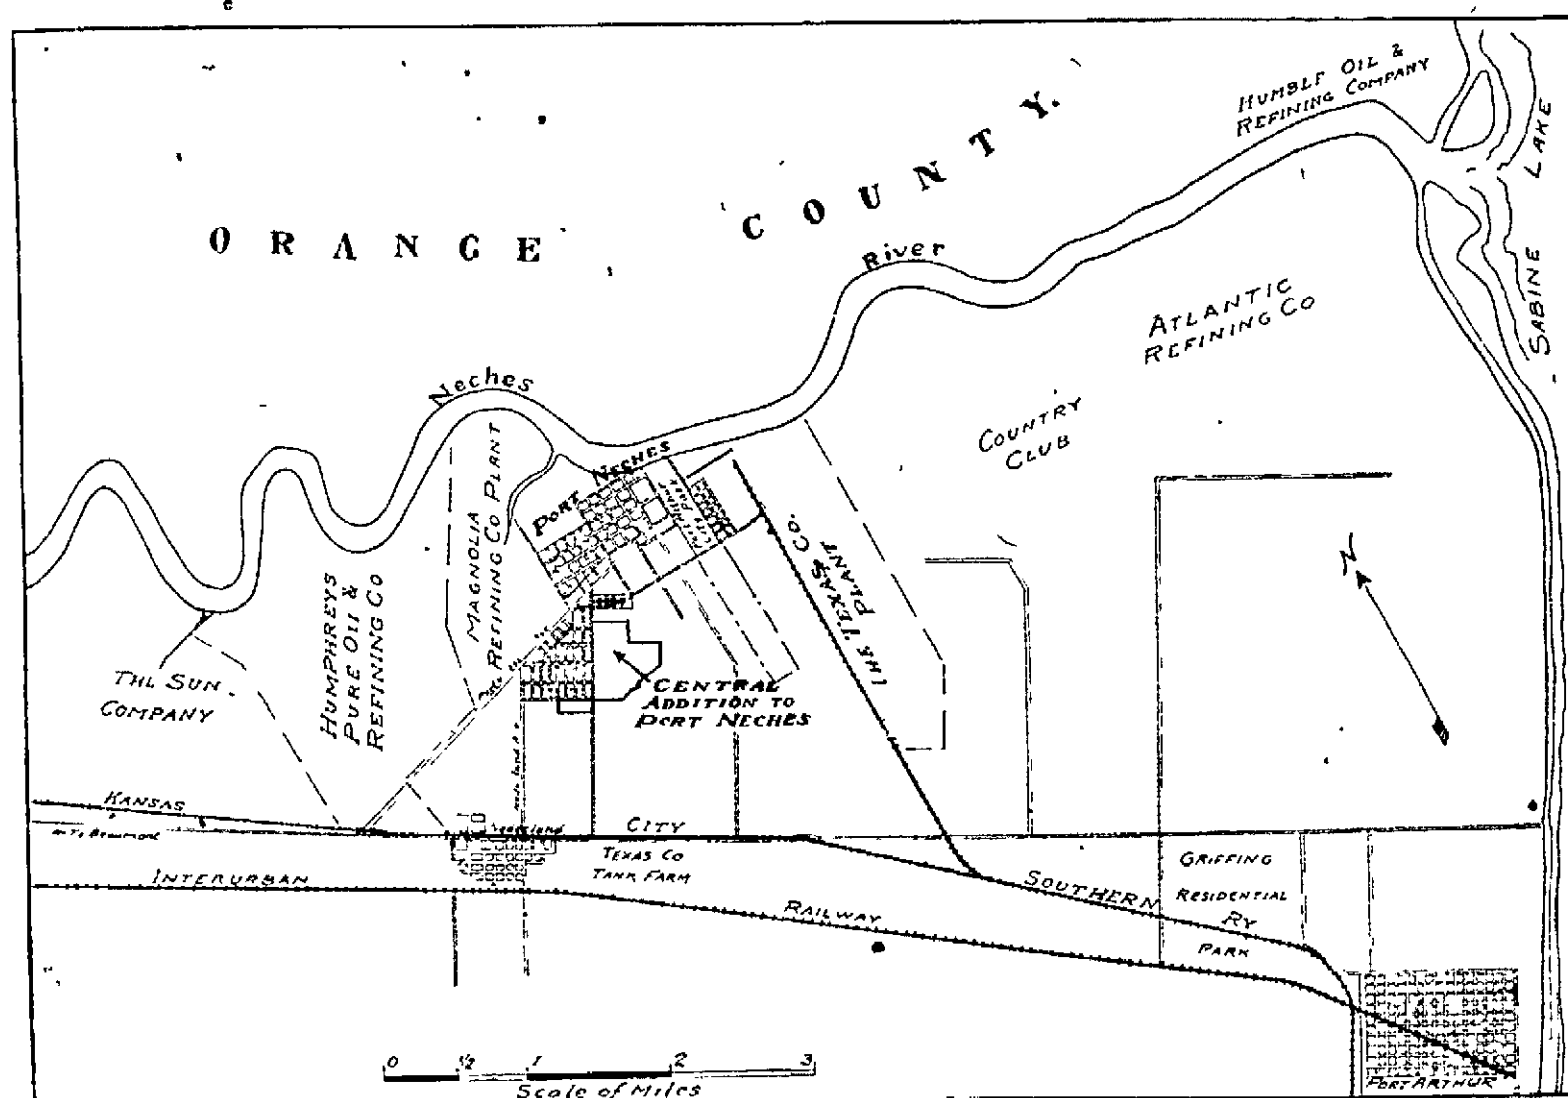 ORANGE COUNTY.
HUMBLE OIL &
REFINING COMPANY
SABINE LAKE
River
ATLANTIC
REFINING CO
Neches
COUNTRY
CLUB
PORT NECHES
MAGNOLIA
REFINING CO PLANT
THE TEXAS CO.
PLANT
N
HUMPHREYS
PURE OIL &
REFINING CO
THE SUN
COMPANY
CENTRAL
ADDITION TO
PORT NECHES
KANSAS CITY SOUTHERN RY
To Beaumont
TEXAS CO
TANK FARM
INTERURBAN RAILWAY
GRIFFING
RESIDENTIAL
PARK
PORT ARTHUR
0 1/2 1 2 3
Scale of Miles